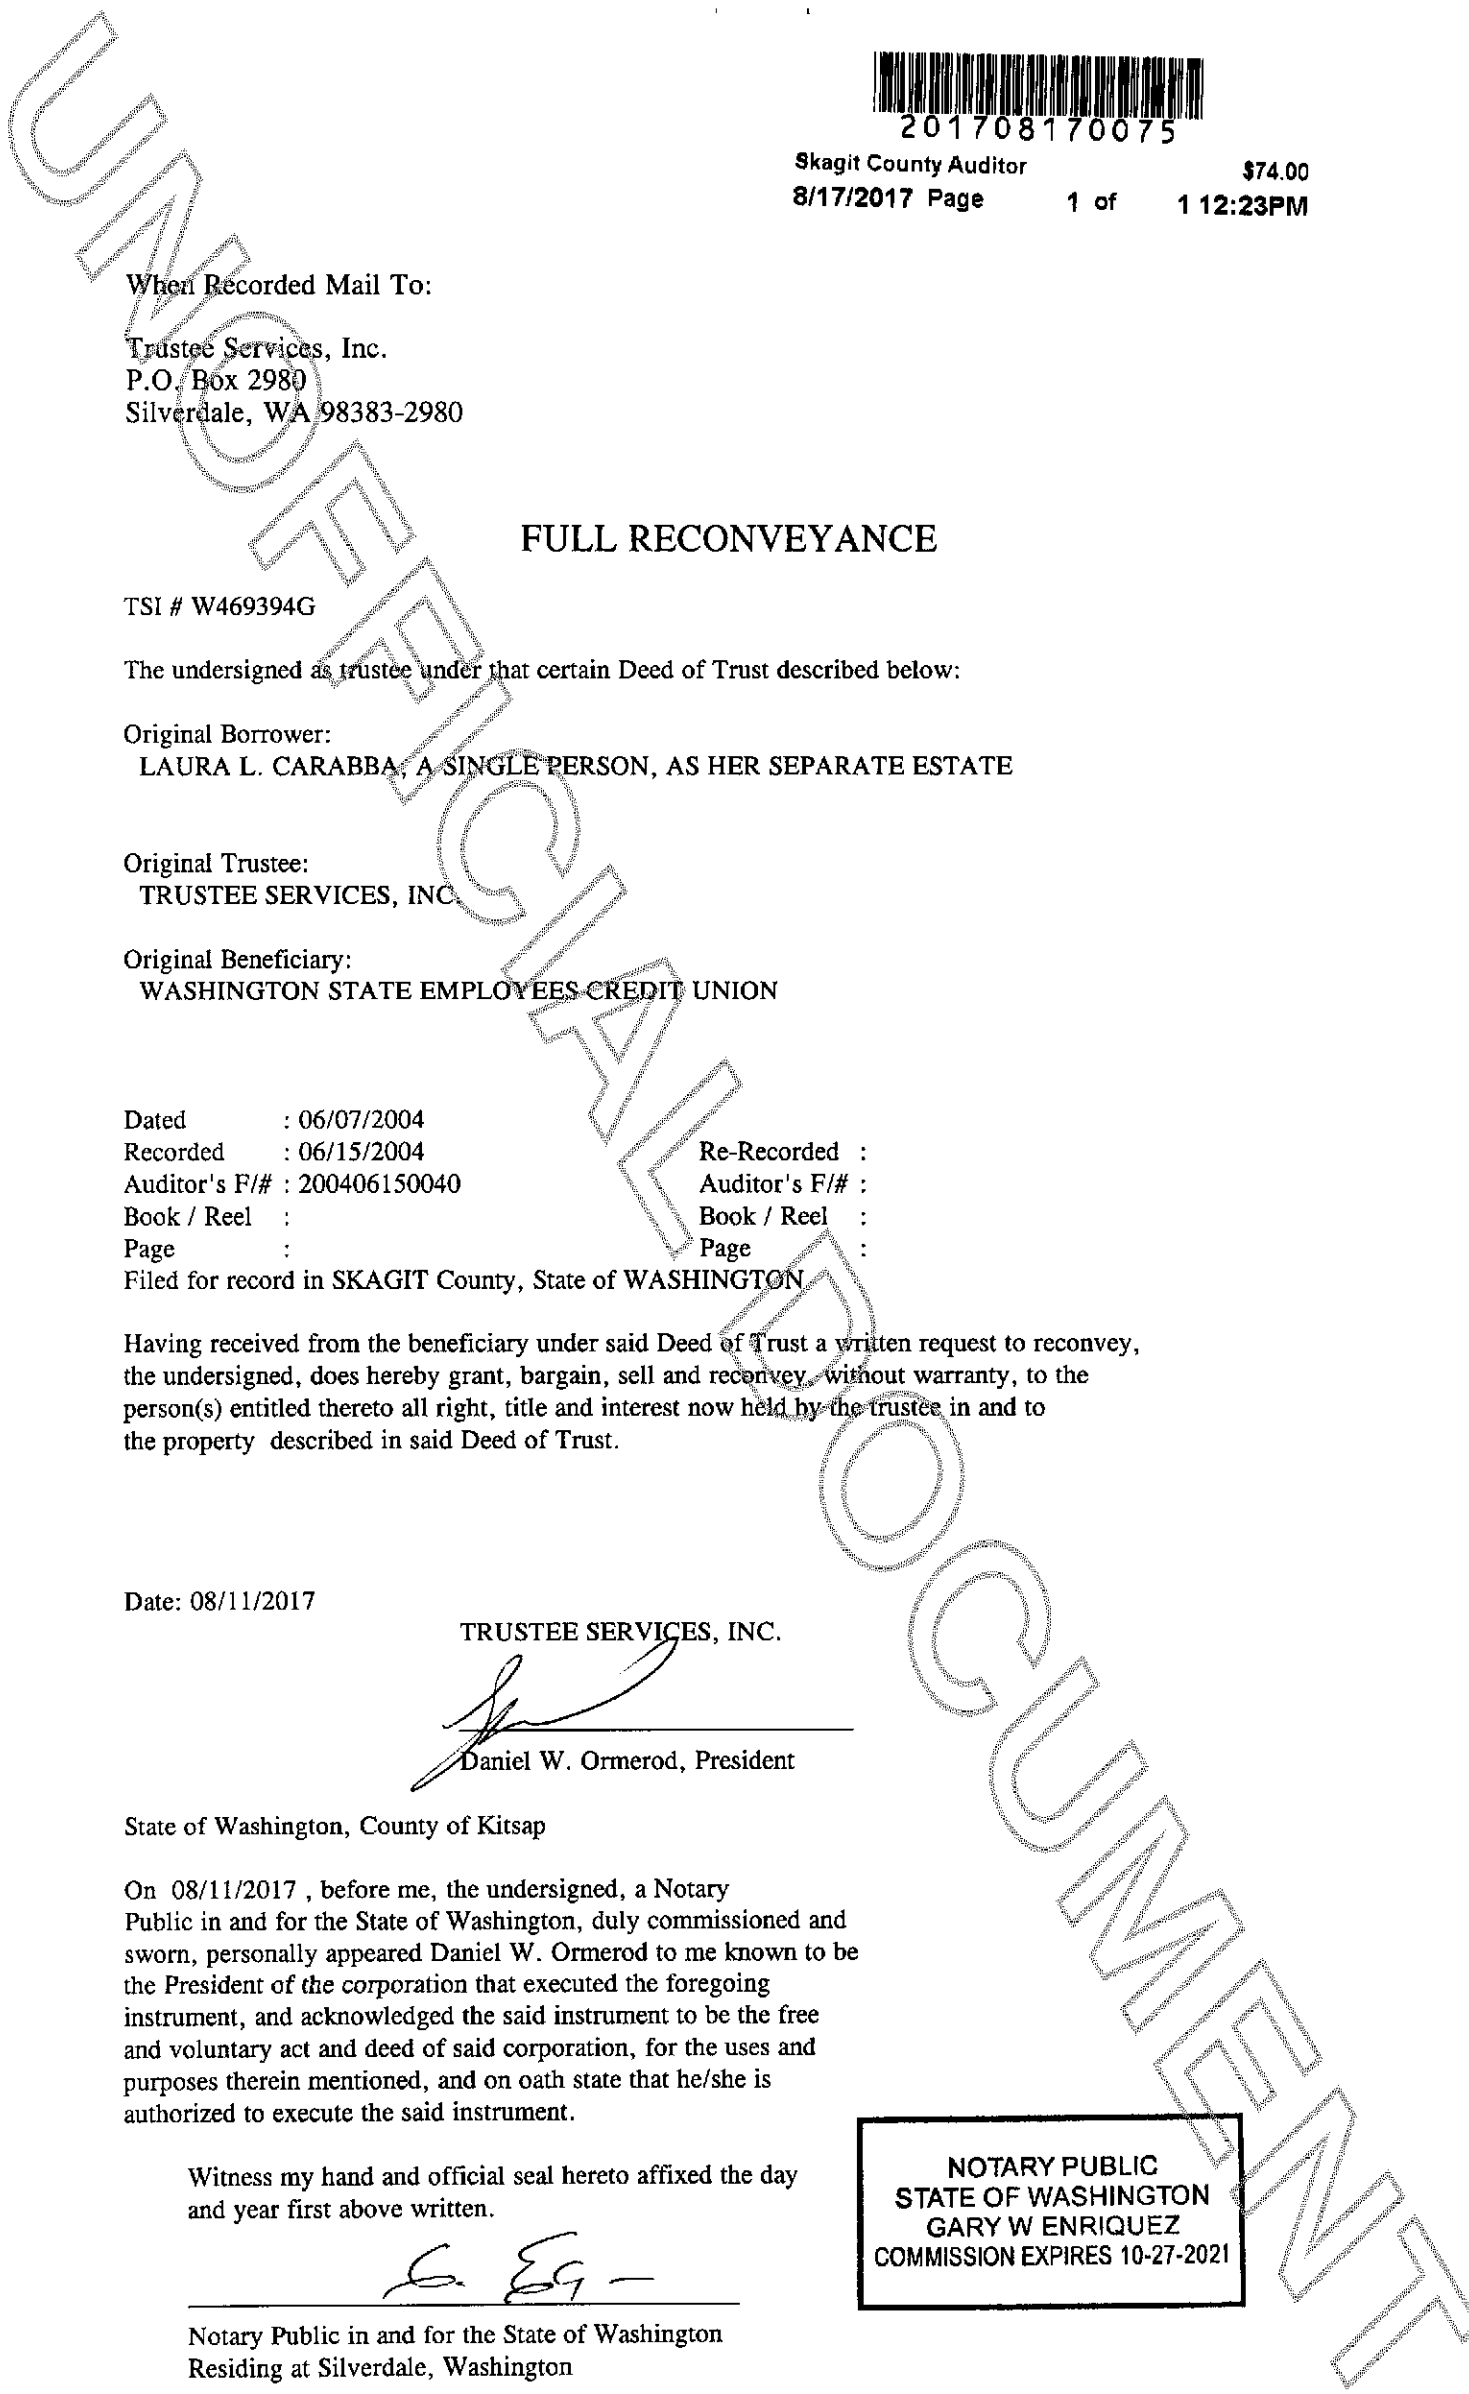 201708170075
Skagit County Auditor $74.00
8/17/2017 Page 1 of 1 12:23PM
When Recorded Mail To:
Trustee Services, Inc.
P.O. Box 2980
Silverdale, WA 98383-2980
FULL RECONVEYANCE
TSI # W469394G
The undersigned as trustee under that certain Deed of Trust described below:
Original Borrower:
LAURA L. CARABBA, A SINGLE PERSON, AS HER SEPARATE ESTATE
Original Trustee:
TRUSTEE SERVICES, INC.
Original Beneficiary:
WASHINGTON STATE EMPLOYEES CREDIT UNION
Dated : 06/07/2004
Recorded : 06/15/2004 Re-Recorded :
Auditor's F/# : 200406150040 Auditor's F/# :
Book / Reel : Book / Reel :
Page : Page :
Filed for record in SKAGIT County, State of WASHINGTON
Having received from the beneficiary under said Deed of Trust a written request to reconvey,
the undersigned, does hereby grant, bargain, sell and reconvey, without warranty, to the
person(s) entitled thereto all right, title and interest now held by the trustee in and to
the property described in said Deed of Trust.
Date: 08/11/2017
TRUSTEE SERVICES, INC.
Daniel W. Ormerod, President
State of Washington, County of Kitsap
On 08/11/2017 , before me, the undersigned, a Notary
Public in and for the State of Washington, duly commissioned and
sworn, personally appeared Daniel W. Ormerod to me known to be
the President of the corporation that executed the foregoing
instrument, and acknowledged the said instrument to be the free
and voluntary act and deed of said corporation, for the uses and
purposes therein mentioned, and on oath state that he/she is
authorized to execute the said instrument.
Witness my hand and official seal hereto affixed the day
and year first above written.
NOTARY PUBLIC
STATE OF WASHINGTON
GARY W ENRIQUEZ
COMMISSION EXPIRES 10-27-2021
Notary Public in and for the State of Washington
Residing at Silverdale, Washington
UNOFFICIAL DOCUMENT